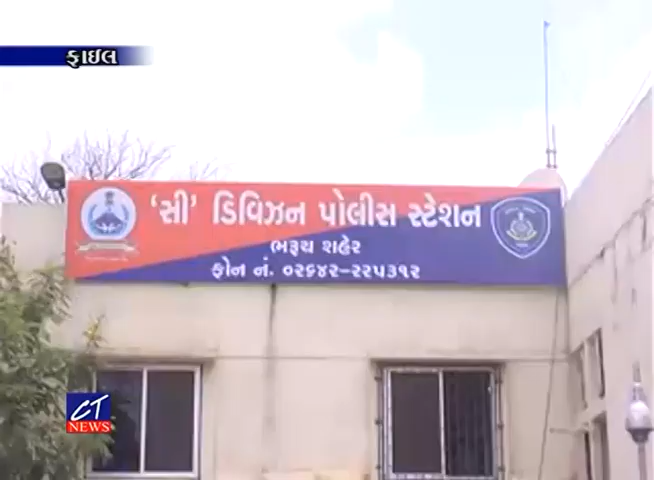 ફાઇલ
‘સી’ ડિવિઝન પોલીસ સ્ટેશન
ભરૂચ શહેર
ફોન નં. ૦૨૬૪૨-૨૨૫૩૧૨
CT
NEWS